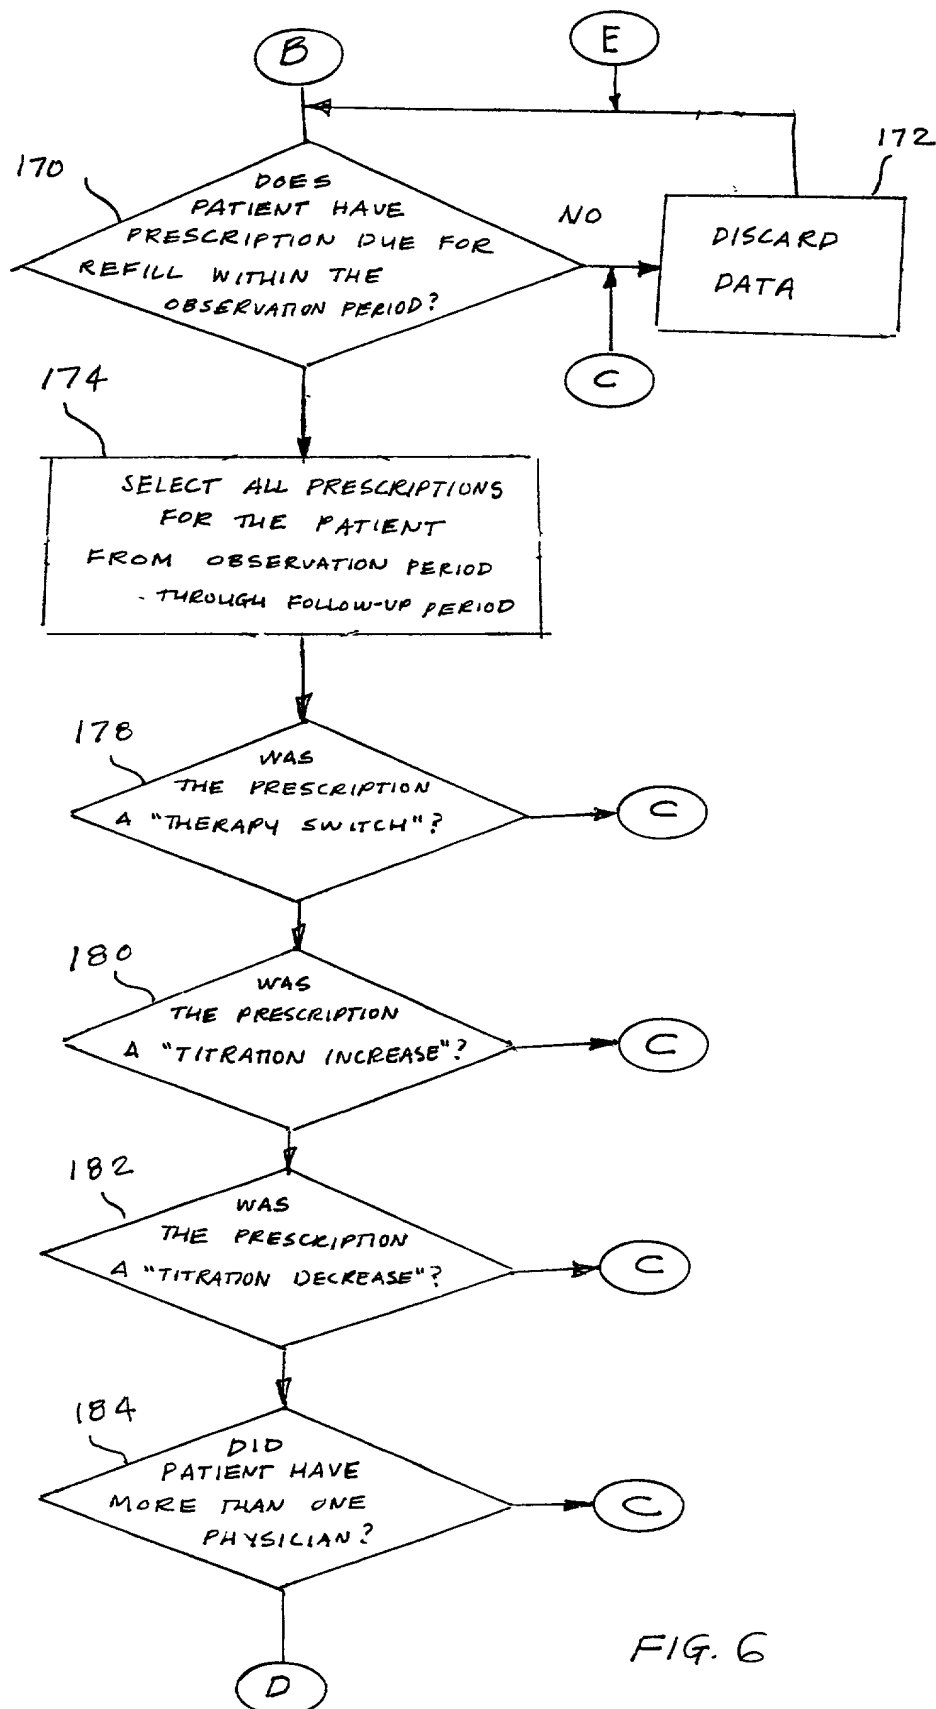 B
E
172
170
DOES
PATIENT HAVE
PRESCRIPTION DUE FOR
REFILL WITHIN THE
OBSERVATION PERIOD?
NO
DISCARD
DATA
C
174
SELECT ALL PRESCRIPTIONS
FOR THE PATIENT
FROM OBSERVATION PERIOD
THROUGH FOLLOW-UP PERIOD
178
WAS
THE PRESCRIPTION
A "THERAPY SWITCH"?
C
180
WAS
THE PRESCRIPTION
A "TITRATION INCREASE"?
C
182
WAS
THE PRESCRIPTION
A "TITRATION DECREASE"?
C
184
DID
PATIENT HAVE
MORE THAN ONE
PHYSICIAN?
C
D
FIG. 6